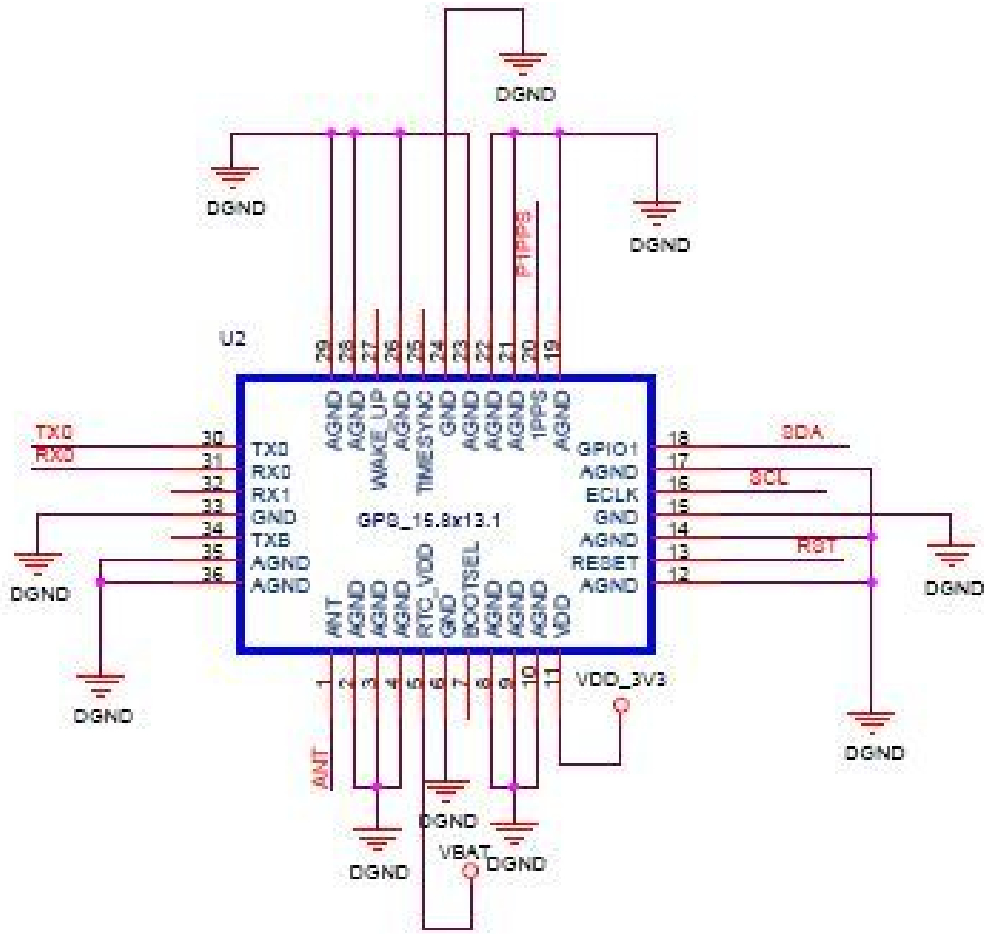 DGND
DGND
DGND
P1PPS
U2
29 28 27 26 25 24 23 22 21 20 19
AGND AGND WAKE_UP AGND TIMESYNC GND AGND AGND AGND 1PPS AGND
TX0 30 TX0 GPIO1 18 SDA
RX0 31 RX0 AGND 17
32 RX1 ECLK 16 SCL
33 GND GND 15
GPS_15.8x13.1
34 TXB AGND 14
35 AGND RESET 13 RST
36 AGND AGND 12
DGND
DGND
ANT AGND AGND AGND RTC_VDD GND BOOTSEL AGND AGND AGND VDD
1 2 3 4 5 6 7 8 9 10 11
VDD_3V3
DGND
DGND
ANT
DGND
VBAT
DGND
DGND